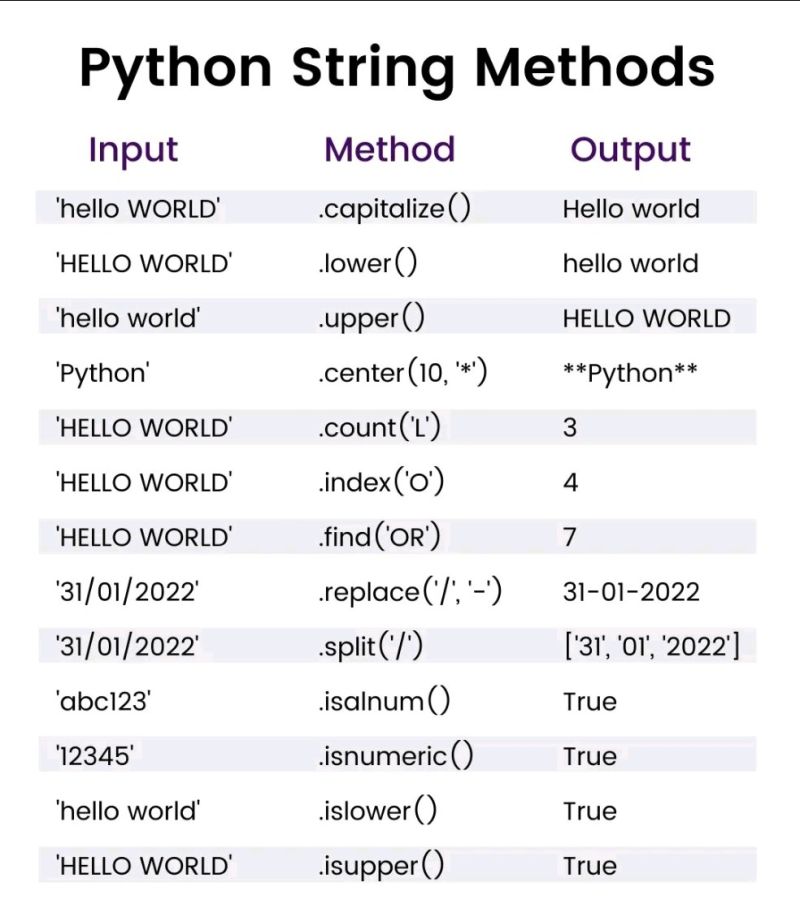 Python String Methods
Input Method Output
'hello WORLD' .capitalize() Hello world
'HELLO WORLD' .lower() hello world
'hello world' .upper() HELLO WORLD
'Python' .center(10, '*') **Python**
'HELLO WORLD' .count('L') 3
'HELLO WORLD' .index('O') 4
'HELLO WORLD' .find('OR') 7
'31/01/2022' .replace('/', '-') 31-01-2022
'31/01/2022' .split('/') ['31', '01', '2022']
'abc123' .isalnum() True
'12345' .isnumeric() True
'hello world' .islower() True
'HELLO WORLD' .isupper() True